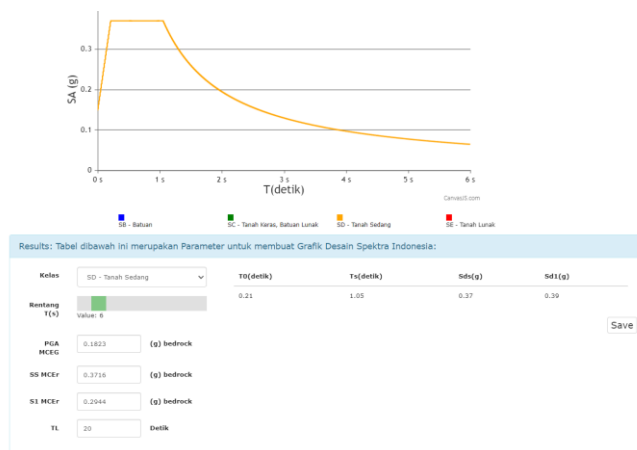 0.3
0.2
0.1
0
SA (g)
0 s 1 s 2 s 3 s 4 s 5 s 6 s
T(detik)
CanvasJS.com
SB - Batuan SC - Tanah Keras, Batuan Lunak SD - Tanah Sedang SE - Tanah Lunak
Results: Tabel dibawah ini merupakan Parameter untuk membuat Grafik Desain Spektra Indonesia:
Kelas SD - Tanah Sedang
Rentang T(s)
Value: 6
PGA MCEG 0.1823 (g) bedrock
SS MCEr 0.3716 (g) bedrock
S1 MCEr 0.2944 (g) bedrock
TL 20 Detik
T0(detik) Ts(detik) Sds(g) Sd1(g)
0.21 1.05 0.37 0.39
Save